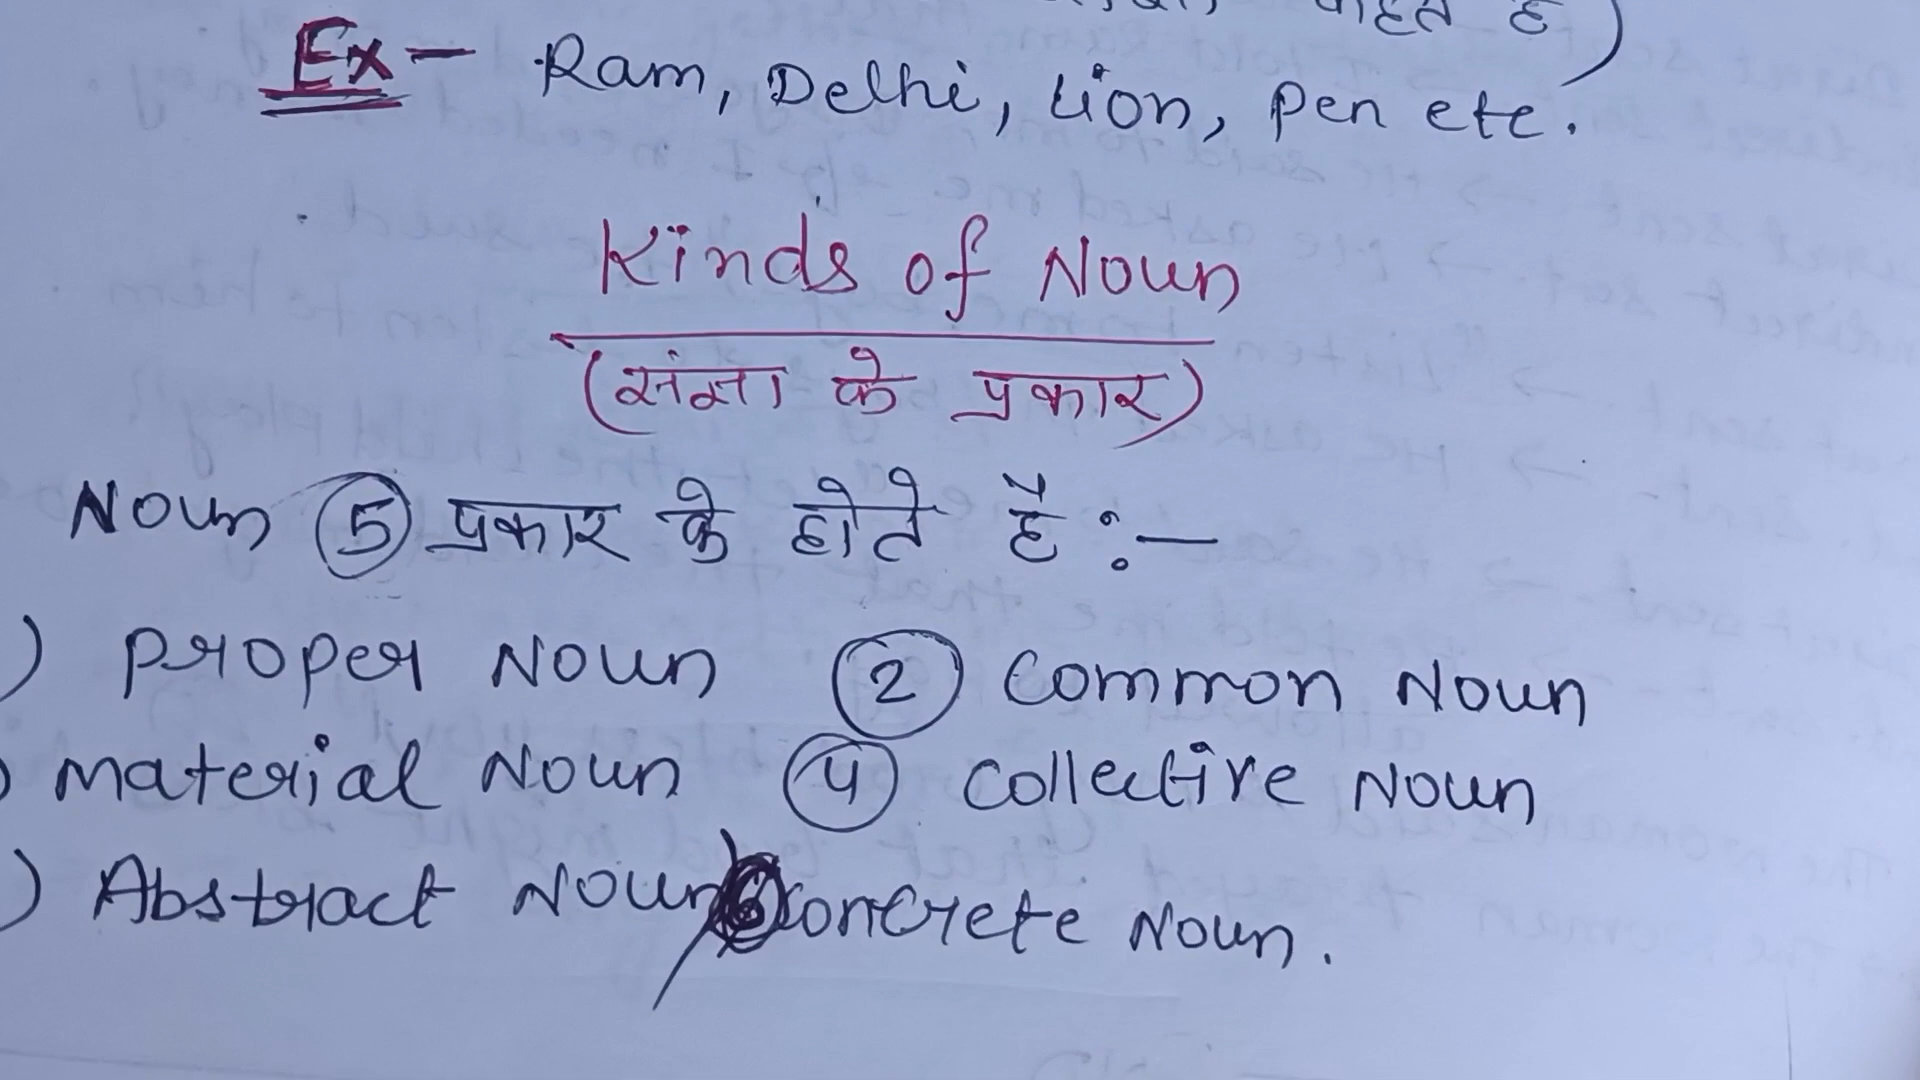 कहते है)
Ex- Ram, Delhi, Lion, Pen etc.
Kinds of Noun
(संज्ञा के प्रकार)
Noun 5 प्रकार के होते हैं :-
) Proper Noun ② Common Noun
Material Noun ④ Collective Noun
) Abstract Noun/Concrete Noun.